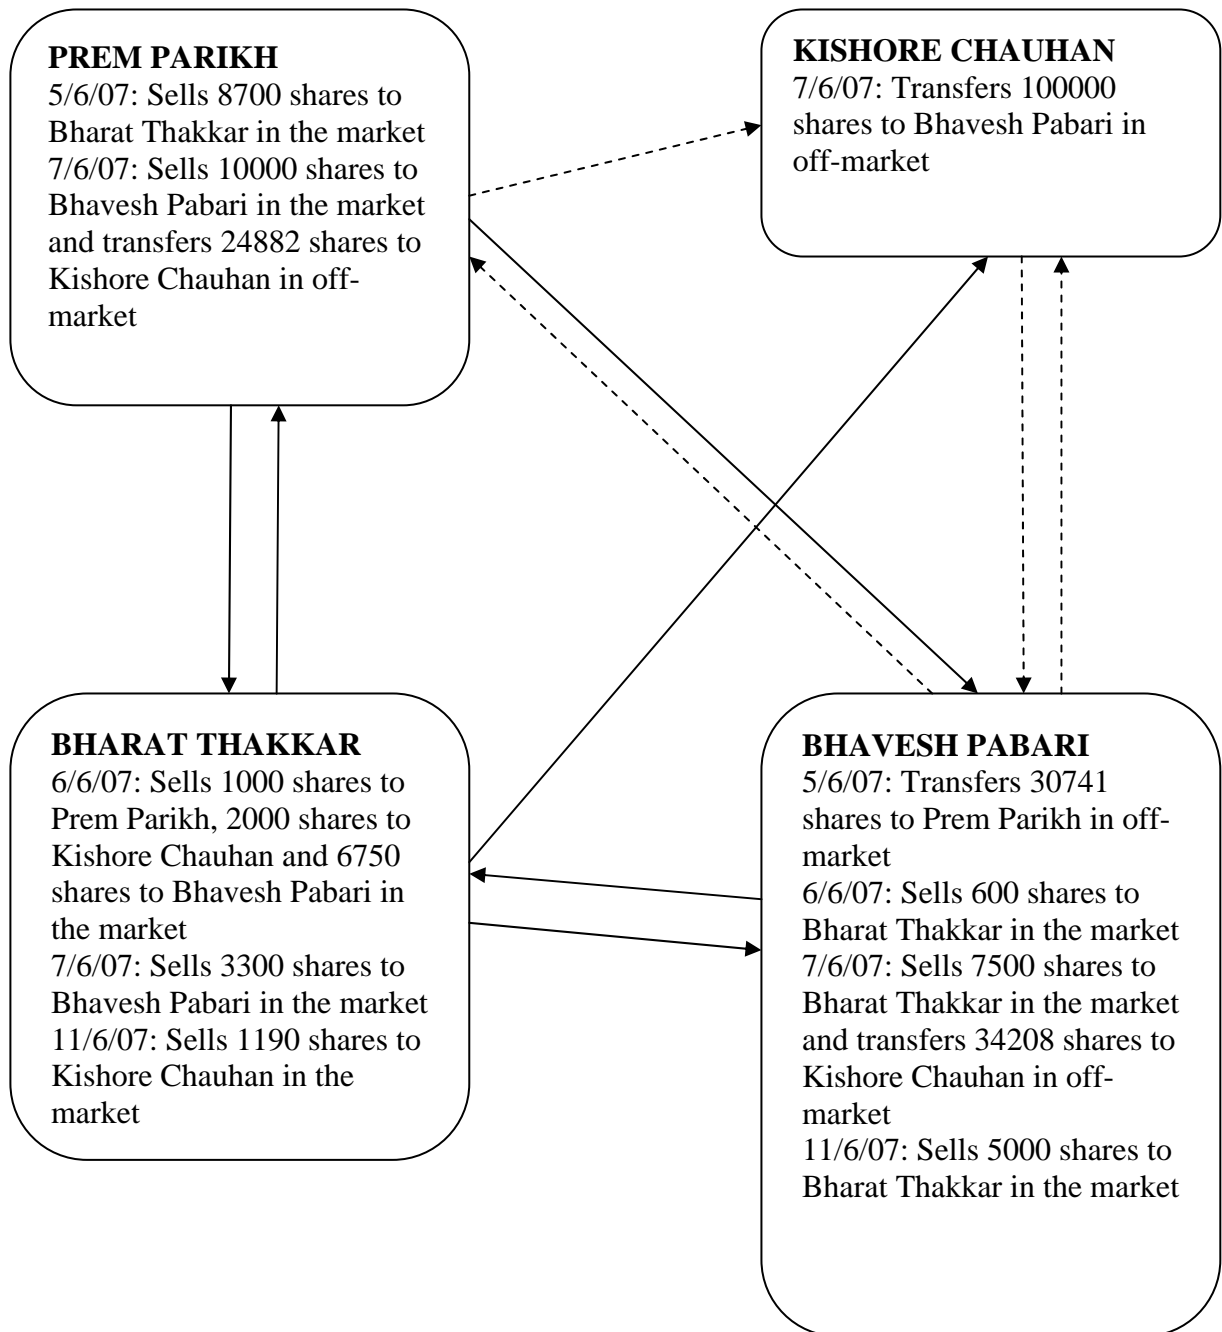 PREM PARIKH
5/6/07: Sells 8700 shares to
Bharat Thakkar in the market
7/6/07: Sells 10000 shares to
Bhavesh Pabari in the market
and transfers 24882 shares to
Kishore Chauhan in off-
market
KISHORE CHAUHAN
7/6/07: Transfers 100000
shares to Bhavesh Pabari in
off-market
BHARAT THAKKAR
6/6/07: Sells 1000 shares to
Prem Parikh, 2000 shares to
Kishore Chauhan and 6750
shares to Bhavesh Pabari in
the market
7/6/07: Sells 3300 shares to
Bhavesh Pabari in the market
11/6/07: Sells 1190 shares to
Kishore Chauhan in the
market
BHAVESH PABARI
5/6/07: Transfers 30741
shares to Prem Parikh in off-
market
6/6/07: Sells 600 shares to
Bharat Thakkar in the market
7/6/07: Sells 7500 shares to
Bharat Thakkar in the market
and transfers 34208 shares to
Kishore Chauhan in off-
market
11/6/07: Sells 5000 shares to
Bharat Thakkar in the market